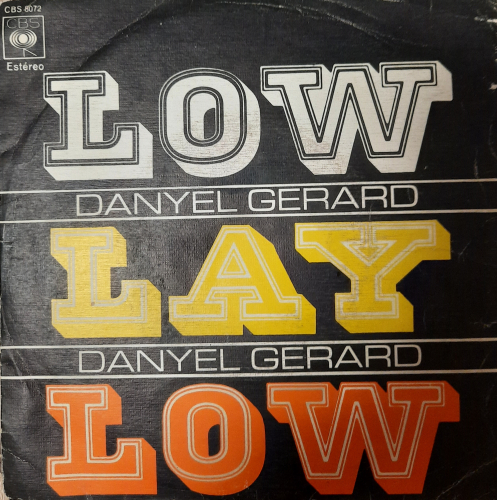 CBS 8072
CBS
Estéreo
LOW
DANYEL GERARD
LAY
DANYEL GERARD
LOW